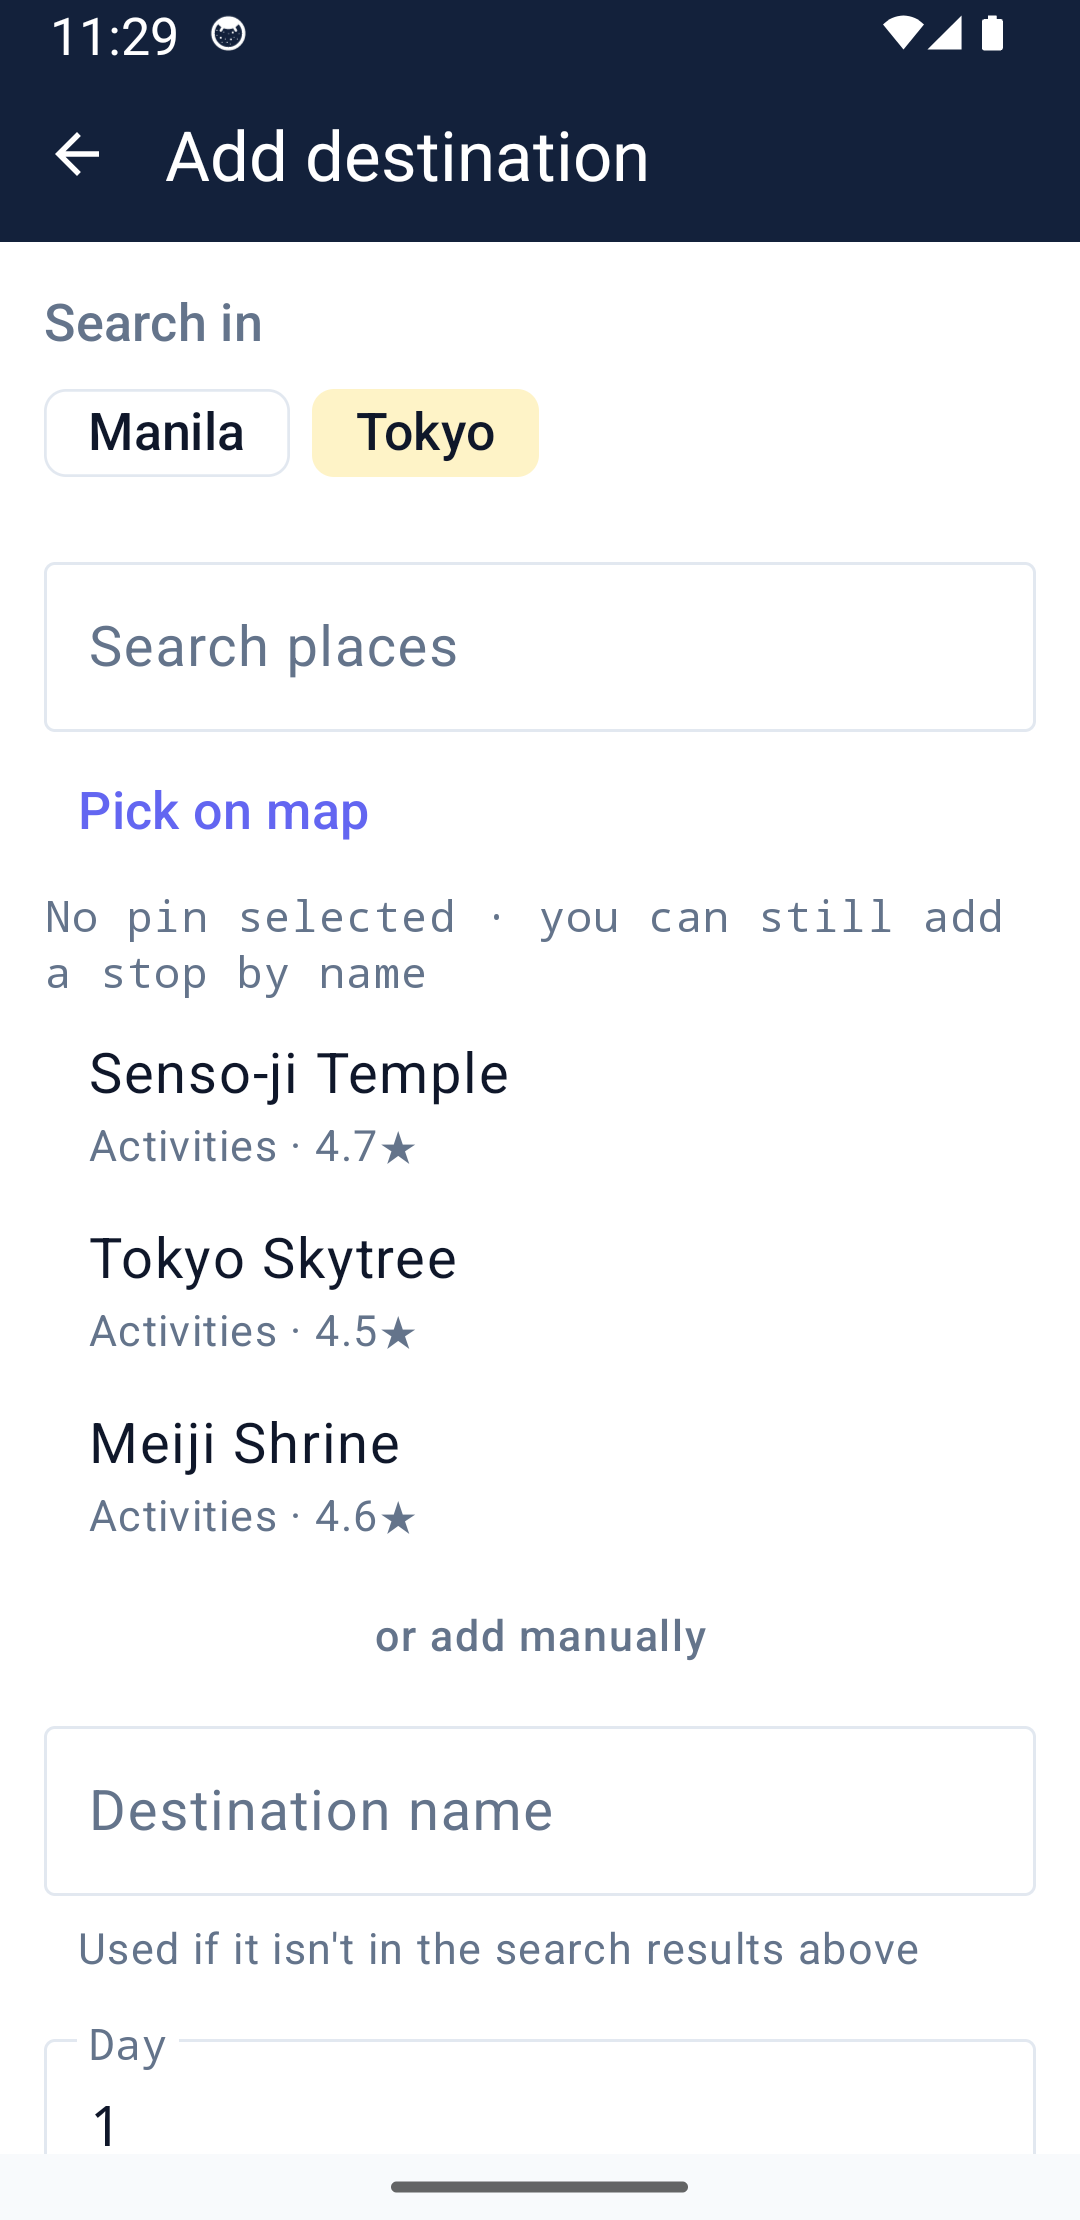 11:29
Add destination
Search in
Manila
Tokyo
Search places
Pick on map
No pin selected · you can still add
a stop by name
Senso-ji Temple
Activities · 4.7★
Tokyo Skytree
Activities · 4.5★
Meiji Shrine
Activities · 4.6★
or add manually
Destination name
Used if it isn't in the search results above
Day
1